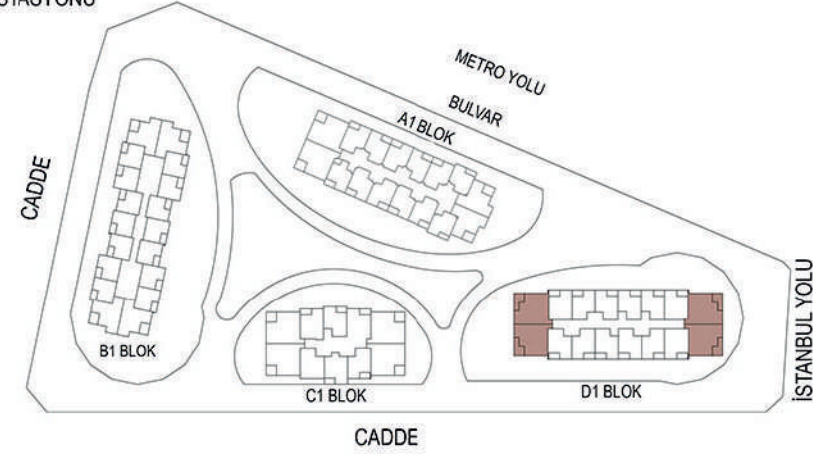 METRO YOLU
BULVAR
A1 BLOK
CADDE
İSTANBUL YOLU
B1 BLOK
C1 BLOK
D1 BLOK
CADDE